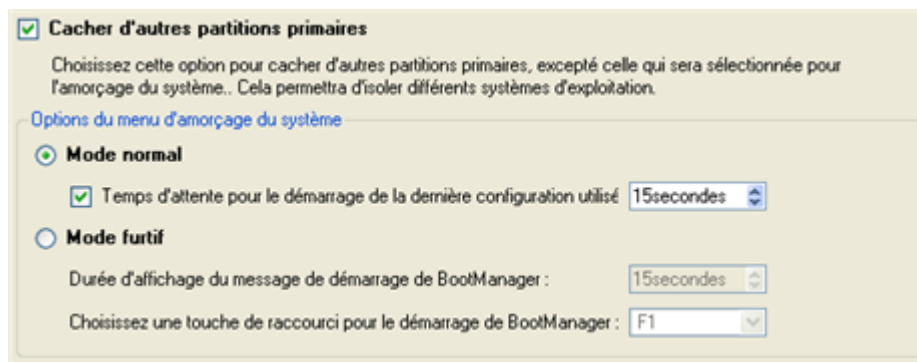 Cacher d'autres partitions primaires
Choisissez cette option pour cacher d'autres partitions primaires, excepté celle qui sera sélectionnée pour
l'amorçage du système.. Cela permettra d'isoler différents systèmes d'exploitation.
Options du menu d'amorçage du système
Mode normal
Temps d'attente pour le démarrage de la dernière configuration utilisé 15secondes
Mode furtif
Durée d'affichage du message de démarrage de BootManager : 15secondes
Choisissez une touche de raccourci pour le démarrage de BootManager : F1